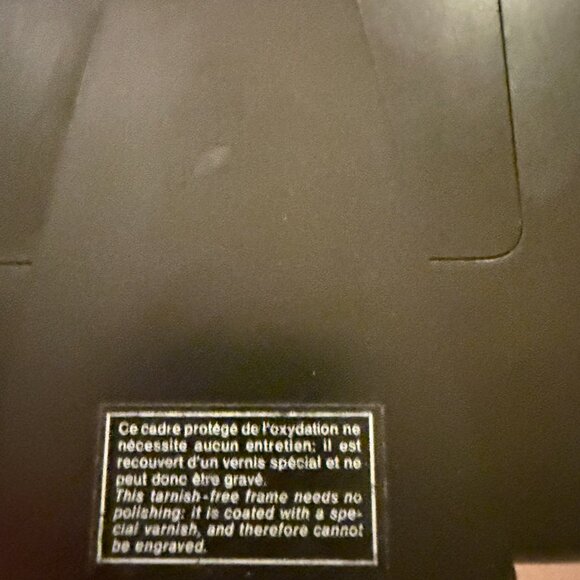 Ce cadre protégé de l'oxydation ne
nécessite aucun entretien; il est
recouvert d'un vernis spécial et ne
peut donc être gravé.
This tarnish-free frame needs no
polishing; it is coated with a spe-
cial varnish, and therefore cannot
be engraved.